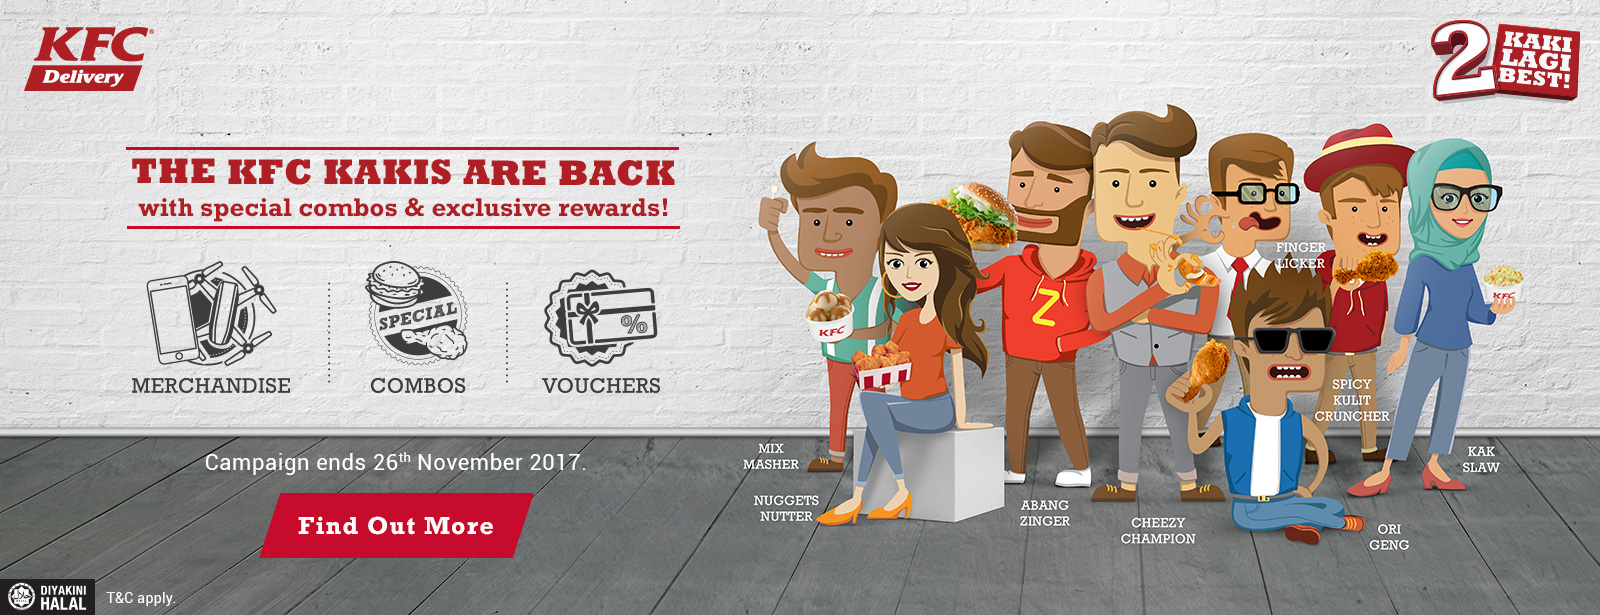 KFC
Delivery
2 KAKI
LAGI
BEST!
THE KFC KAKIS ARE BACK
with special combos & exclusive rewards!
SPECIAL
%
MERCHANDISE
COMBOS
VOUCHERS
Campaign ends 26th November 2017.
Find Out More
DIYAKINI
HALAL
T&C apply.
KFC
Z
KFC
MIX
MASHER
NUGGETS
NUTTER
ABANG
ZINGER
CHEEZY
CHAMPION
FINGER
LICKER
SPICY
KULIT
CRUNCHER
ORI
GENG
KAK
SLAW